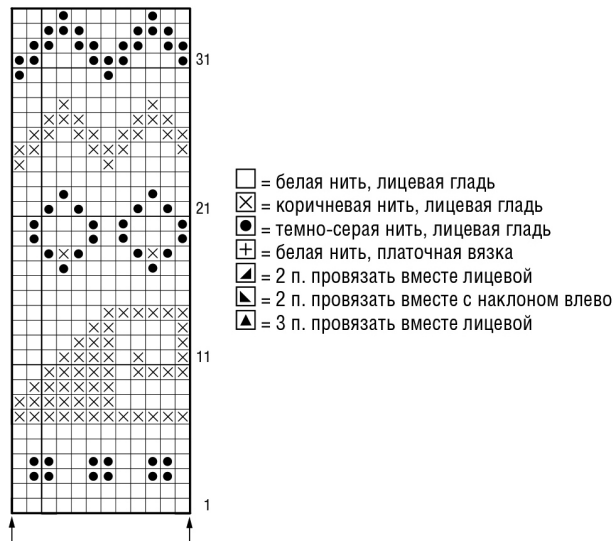 31
21
11
1
= белая нить, лицевая гладь
= коричневая нить, лицевая гладь
= темно-серая нить, лицевая гладь
= белая нить, платочная вязка
= 2 п. провязать вместе лицевой
= 2 п. провязать вместе с наклоном влево
= 3 п. провязать вместе лицевой